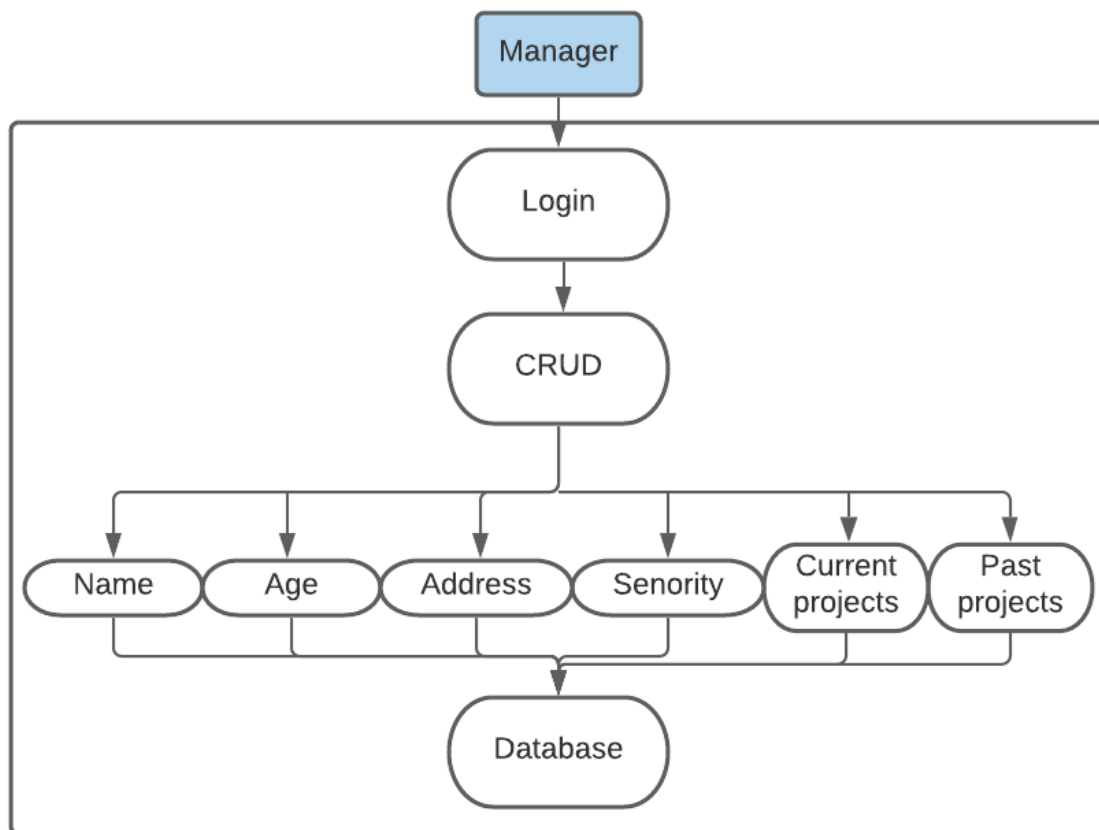 Manager
Login
CRUD
Name
Age
Address
Senority
Current
projects
Past
projects
Database